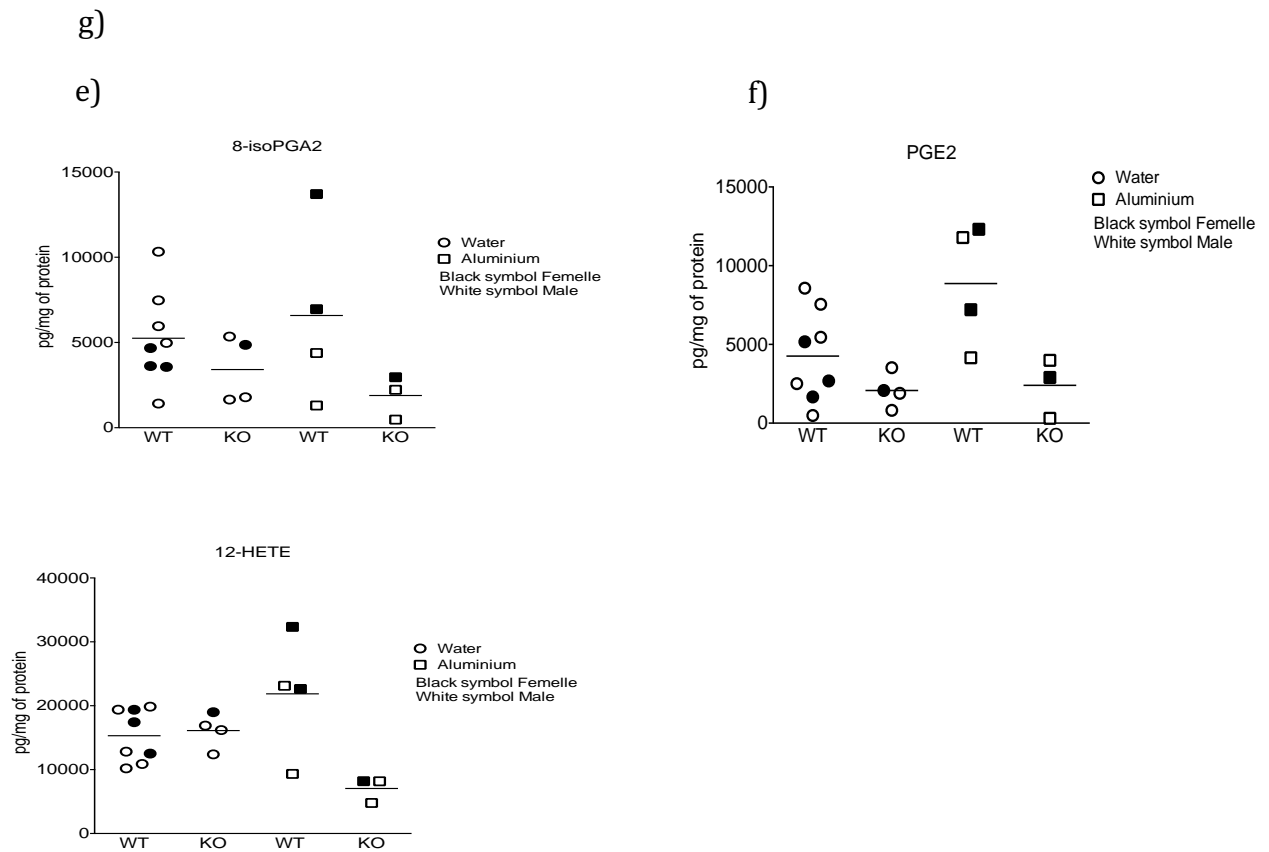 g)
e)
8-isoPGA2
15000
10000
5000
0
pg/mg of protein
WT KO WT KO
Water
Aluminium
Black symbol Femelle
White symbol Male
f)
PGE2
15000
10000
5000
0
pg/mg of protein
WT KO WT KO
Water
Aluminium
Black symbol Femelle
White symbol Male
12-HETE
40000
30000
20000
10000
0
pg/mg of protein
WT KO WT KO
Water
Aluminium
Black symbol Femelle
White symbol Male